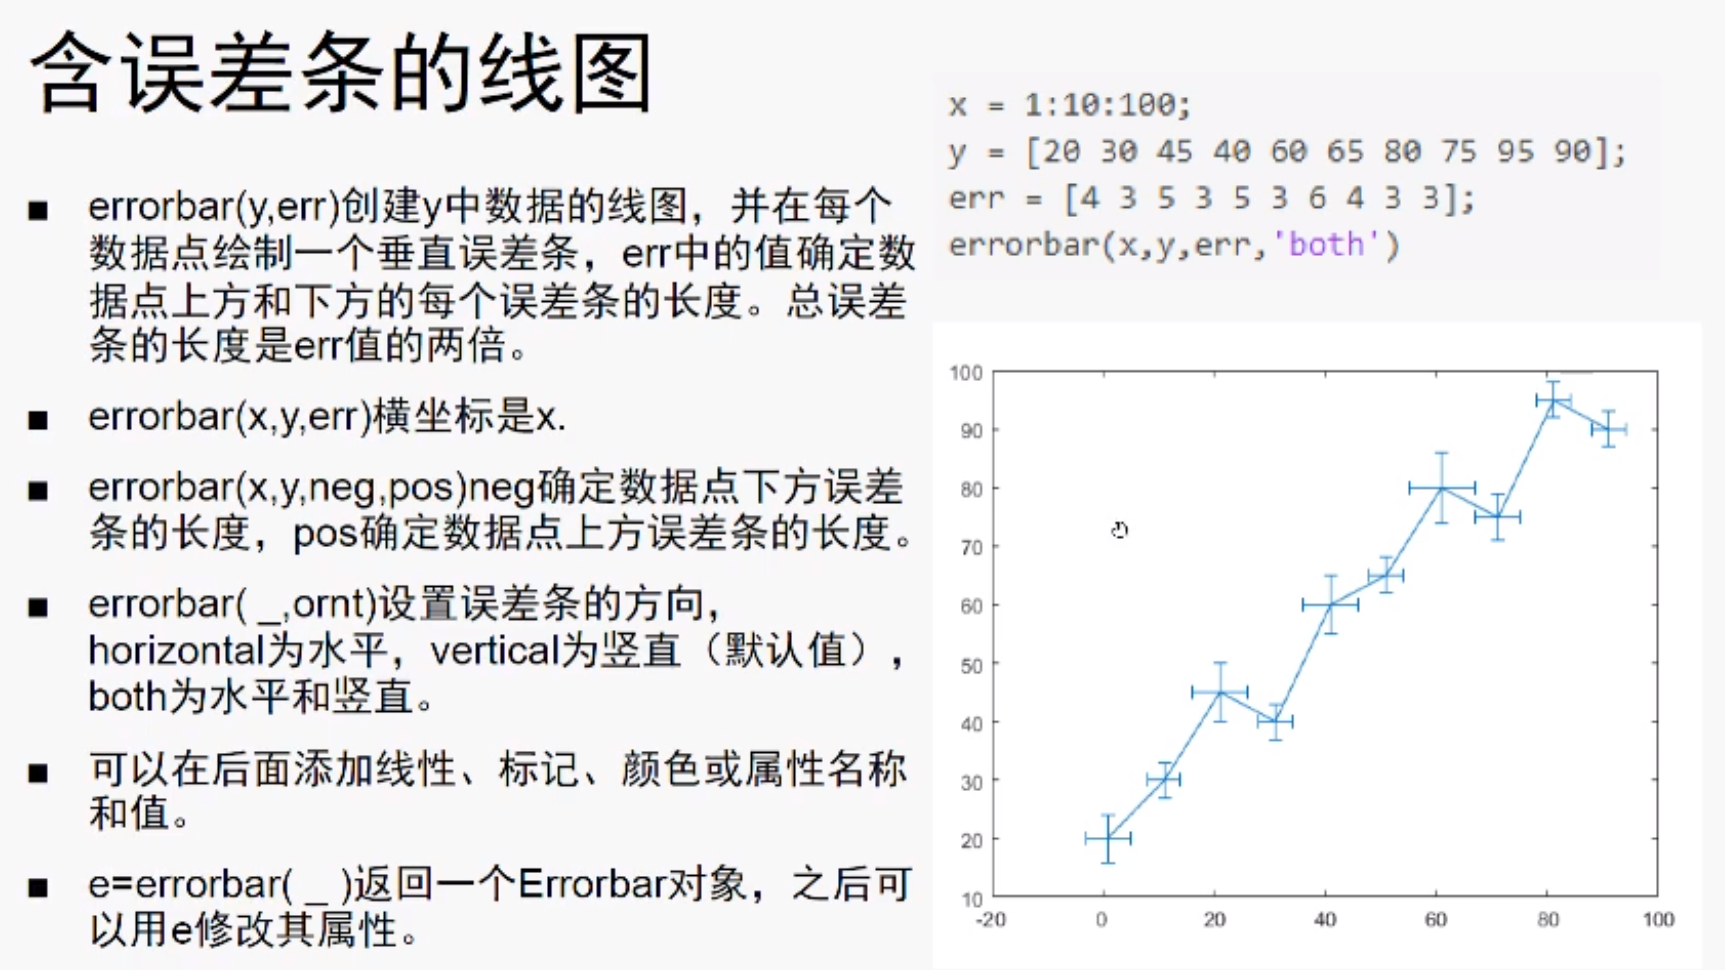 含误差条的线图
■ errorbar(y,err)创建y中数据的线图，并在每个
数据点绘制一个垂直误差条，err中的值确定数
据点上方和下方的每个误差条的长度。总误差
条的长度是err值的两倍。
■ errorbar(x,y,err)横坐标是x.
■ errorbar(x,y,neg,pos)neg确定数据点下方误差
条的长度，pos确定数据点上方误差条的长度。
■ errorbar( _,ornt)设置误差条的方向，
horizontal为水平，vertical为竖直（默认值），
both为水平和竖直。
■ 可以在后面添加线性、标记、颜色或属性名称
和值。
■ e=errorbar( _ )返回一个Errorbar对象，之后可
以用e修改其属性。
x = 1:10:100;
y = [20 30 45 40 60 65 80 75 95 90];
err = [4 3 5 3 5 3 6 4 3 3];
errorbar(x,y,err,'both')
100
90
80
70
60
50
40
30
20
10
-20 0 20 40 60 80 100